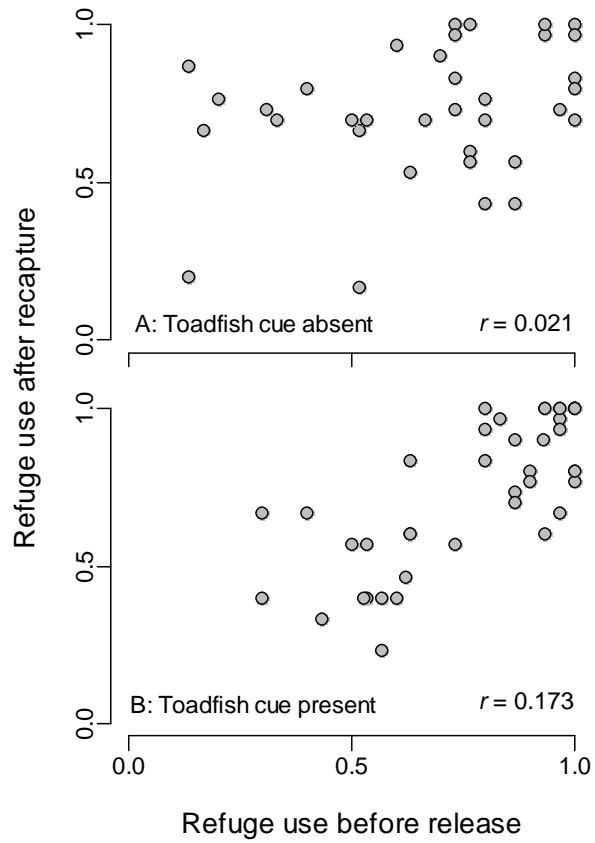 1.0
0.5
0.0
A: Toadfish cue absent
r = 0.021
Refuge use after recapture
1.0
0.5
0.0
B: Toadfish cue present
r = 0.173
0.0
0.5
1.0
Refuge use before release